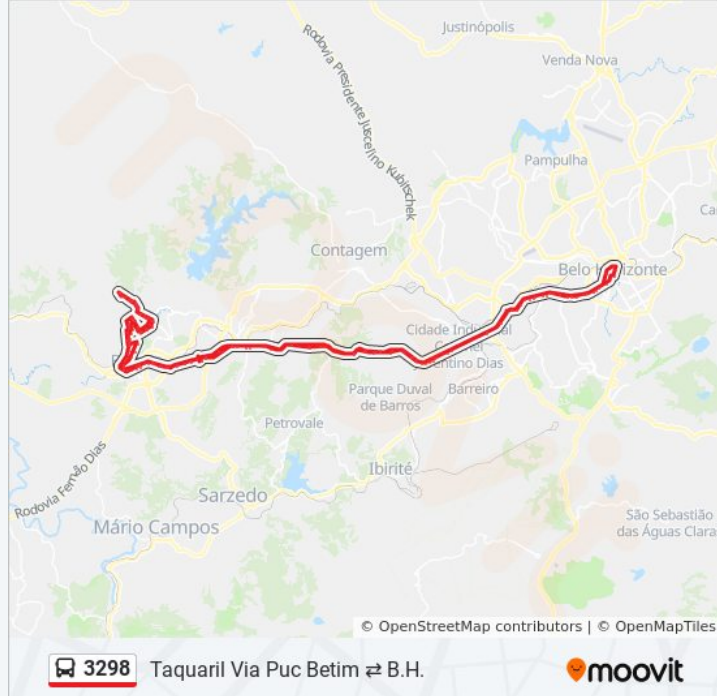 Justinópolis
Venda Nova
Rodovia Presidente Juscelino Kubitschek
Pampulha
Contagem
Belo Horizonte
Cidade Industrial
Parque Duval
de Barros
Barreiro
Petrovale
Ibirité
Rodovia Fernão Dias
Sarzedo
Mário Campos
São Sebastião
das Águas Clara
© OpenStreetMap contributors | © OpenMapTiles
3298 Taquaril Via Puc Betim ⇄ B.H.
moovit